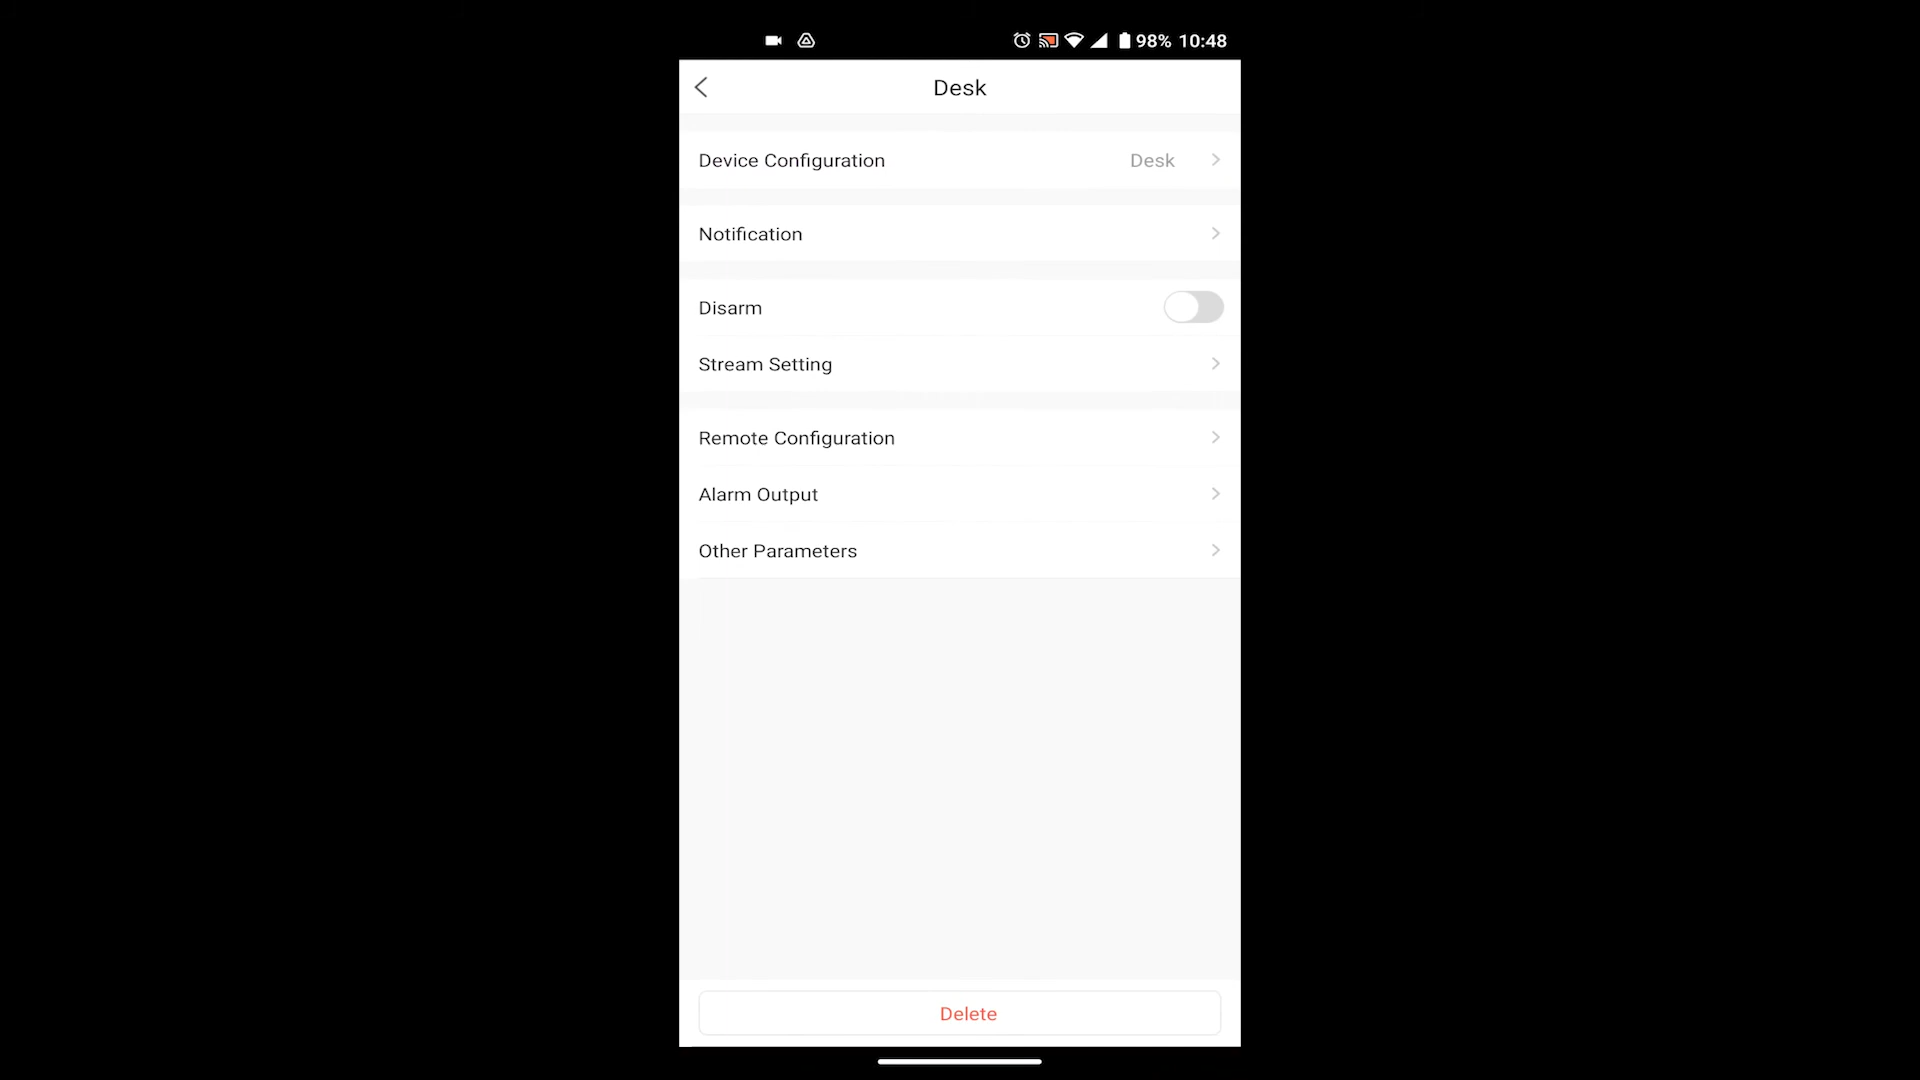 98% 10:48
Desk
Device Configuration Desk
Notification
Disarm
Stream Setting
Remote Configuration
Alarm Output
Other Parameters
Delete